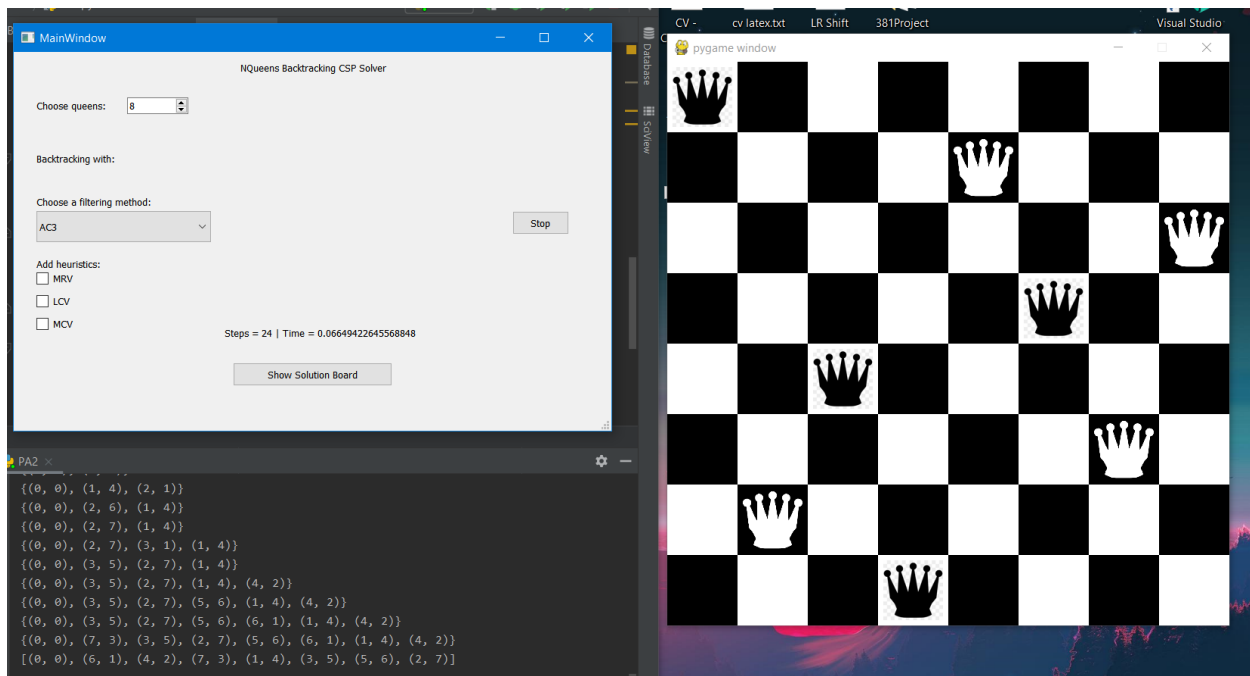 CV -
cv latex.txt
LR Shift
381Project
Visual Studio
MainWindow
NQueens Backtracking CSP Solver
Choose queens:
8
Backtracking with:
Choose a filtering method:
AC3
Stop
Add heuristics:
MRV
LCV
MCV
Steps = 24 | Time = 0.06649422645568848
Show Solution Board
Database
SciView
pygame window
PA2
{(0, 0), (1, 4), (2, 1)}
{(0, 0), (2, 6), (1, 4)}
{(0, 0), (2, 7), (1, 4)}
{(0, 0), (2, 7), (3, 1), (1, 4)}
{(0, 0), (3, 5), (2, 7), (1, 4)}
{(0, 0), (3, 5), (2, 7), (1, 4), (4, 2)}
{(0, 0), (3, 5), (2, 7), (5, 6), (1, 4), (4, 2)}
{(0, 0), (3, 5), (2, 7), (5, 6), (6, 1), (1, 4), (4, 2)}
{(0, 0), (7, 3), (3, 5), (2, 7), (5, 6), (6, 1), (1, 4), (4, 2)}
[(0, 0), (6, 1), (4, 2), (7, 3), (1, 4), (3, 5), (5, 6), (2, 7)]